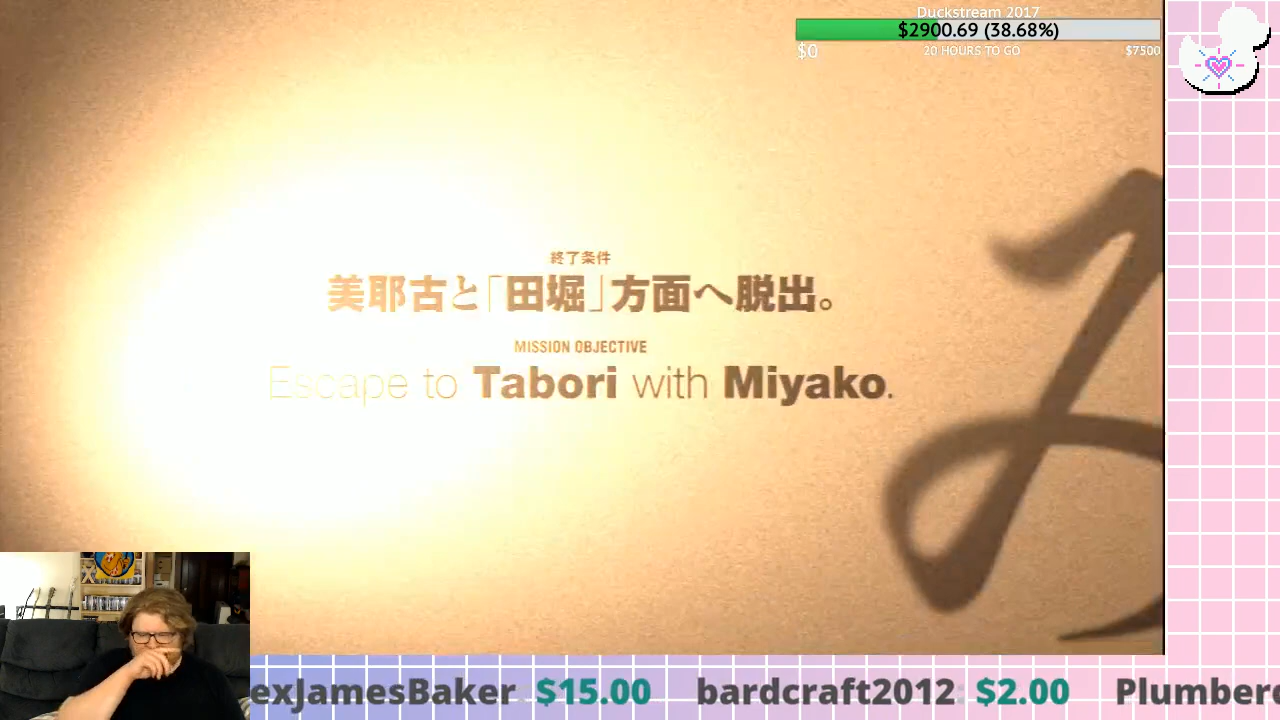 Duckstream 2017
$2900.69 (38.68%)
$0
20 HOURS TO GO
$7500
終了条件
美耶古と「田堀」方面へ脱出。
MISSION OBJECTIVE
Escape to Tabori with Miyako.
exJamesBaker: $15.00 bardcraft2012: $2.00 Plumber